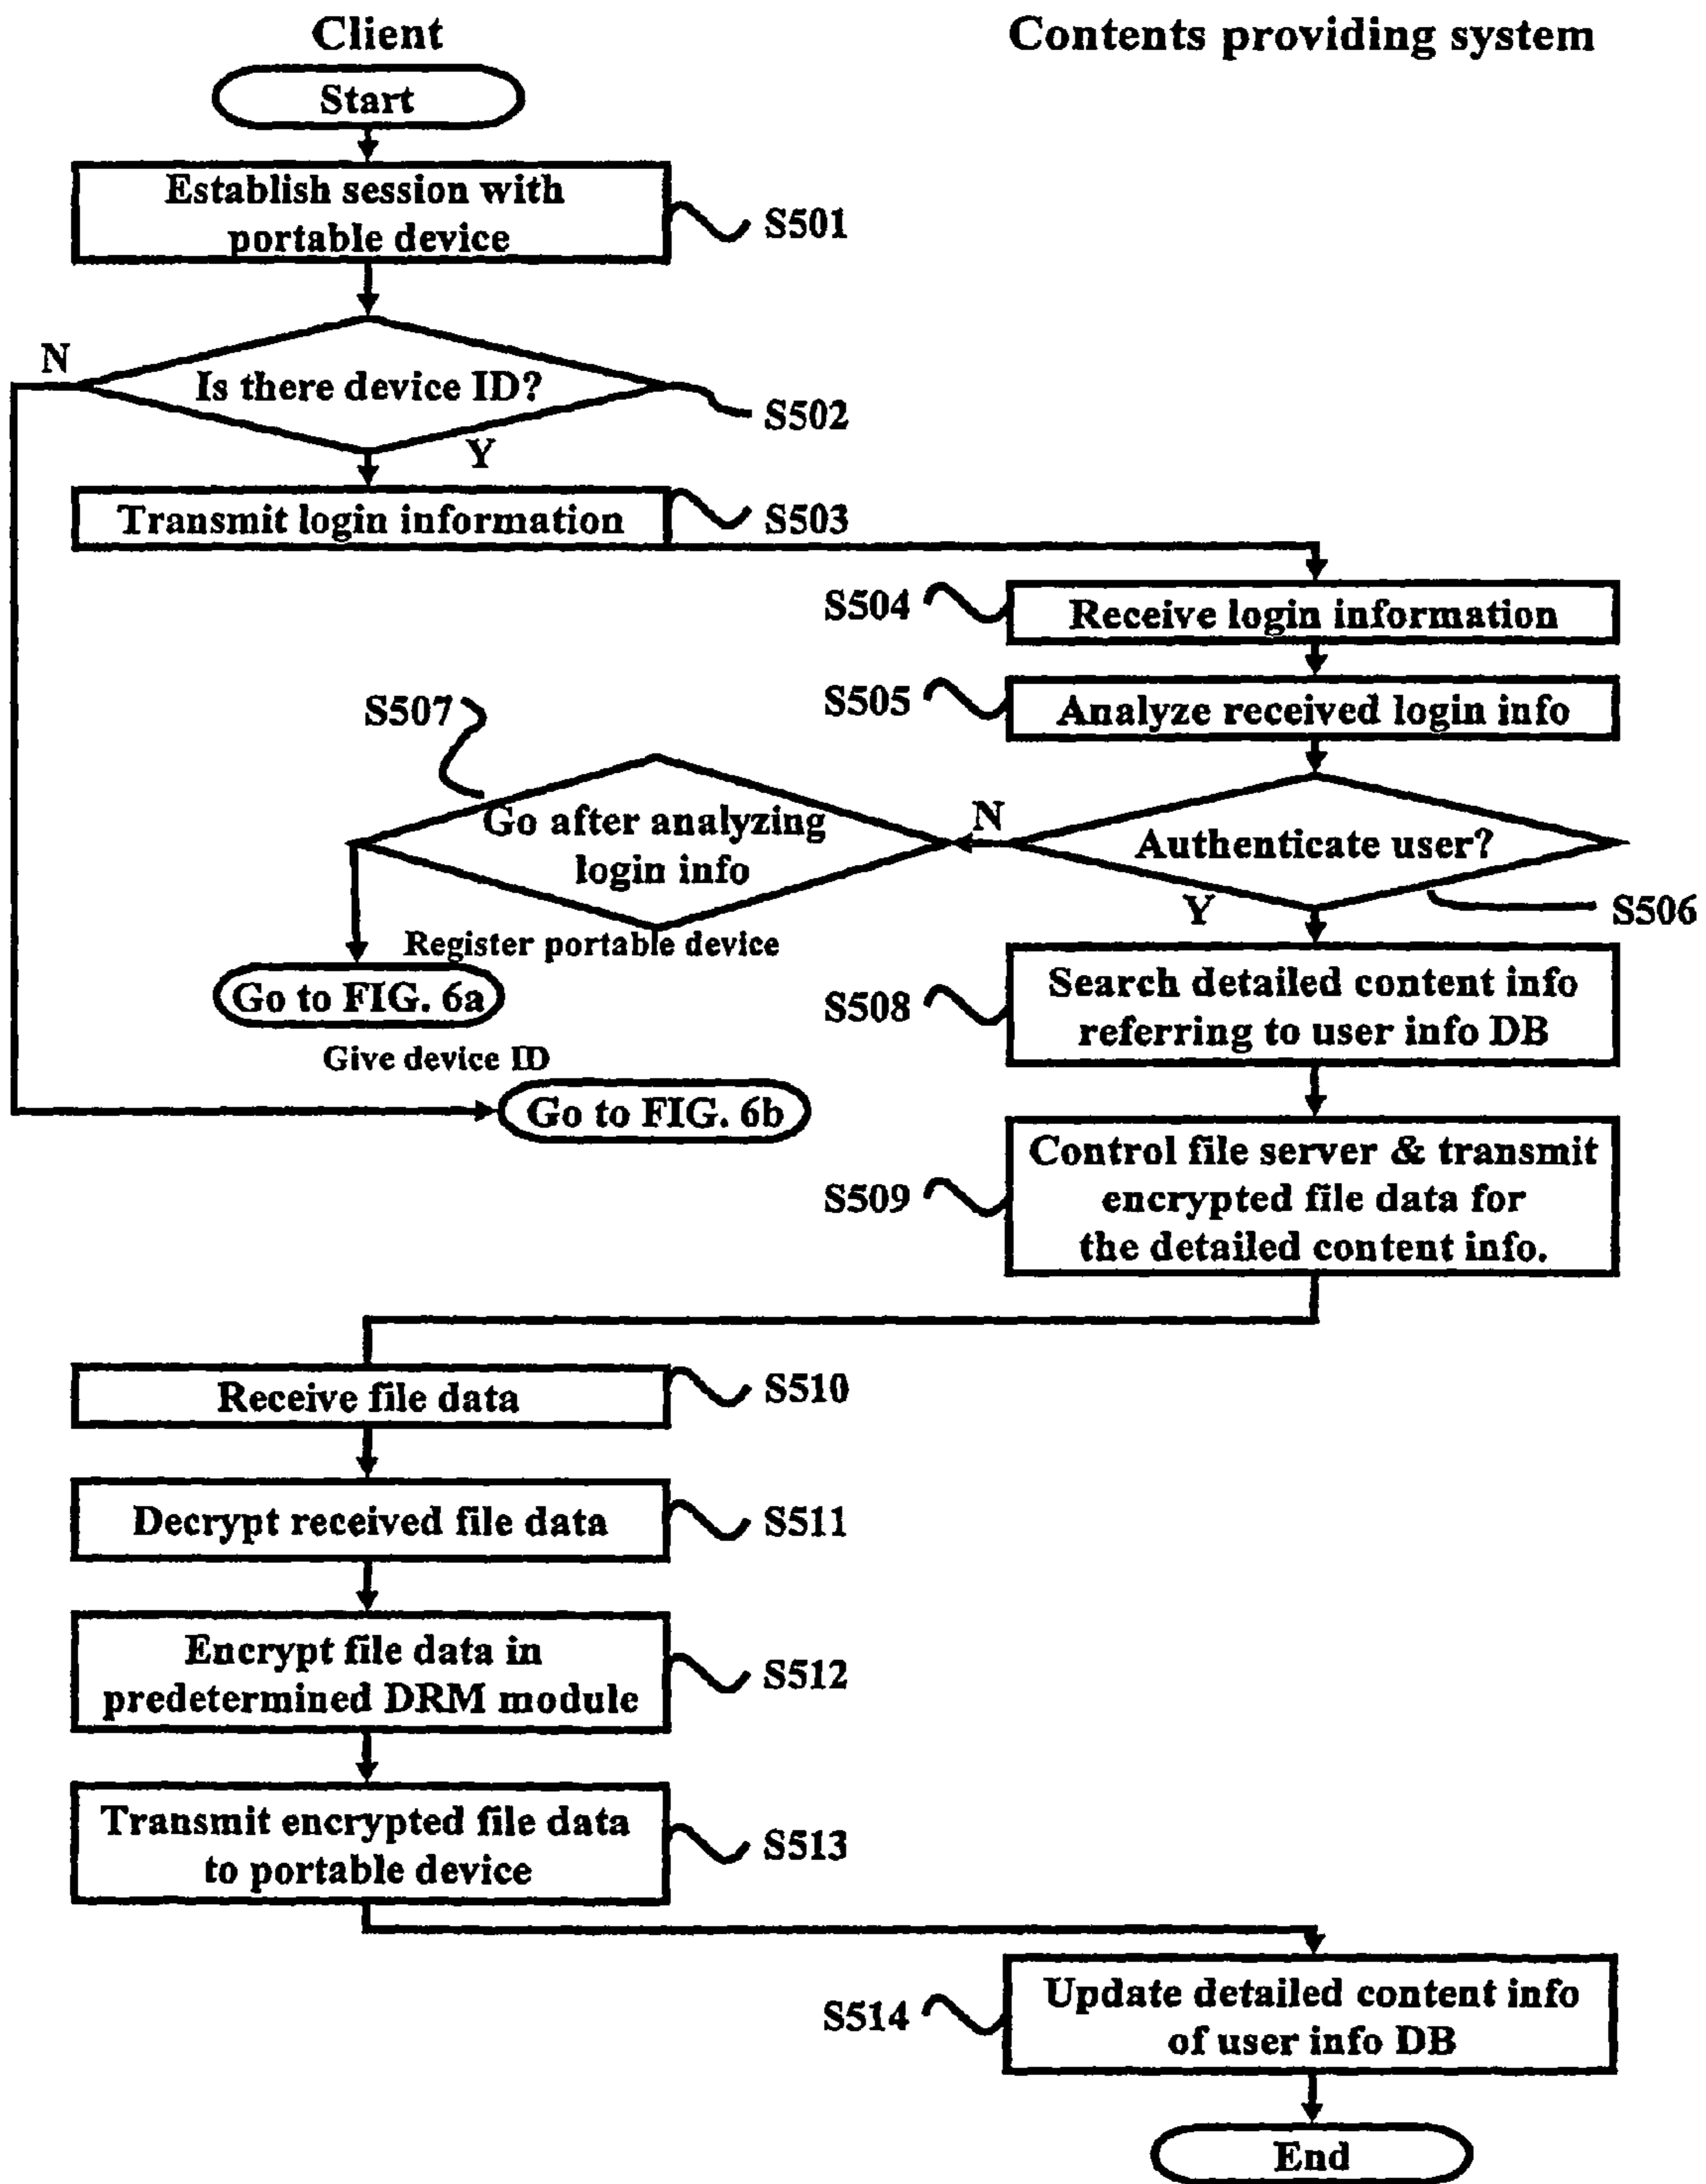 Client
Contents providing system
Start
Establish session with
portable device
S501
N
Is there device ID?
S502
Y
Transmit login information
S503
S504
Receive login information
S505
Analyze received login info
S507
Go after analyzing
login info
N
Authenticate user?
Y
S506
Register portable device
Go to FIG. 6a
S508
Search detailed content info
referring to user info DB
Give device ID
Go to FIG. 6b
S509
Control file server & transmit
encrypted file data for
the detailed content info.
Receive file data
S510
Decrypt received file data
S511
Encrypt file data in
predetermined DRM module
S512
Transmit encrypted file data
to portable device
S513
S514
Update detailed content info
of user info DB
End